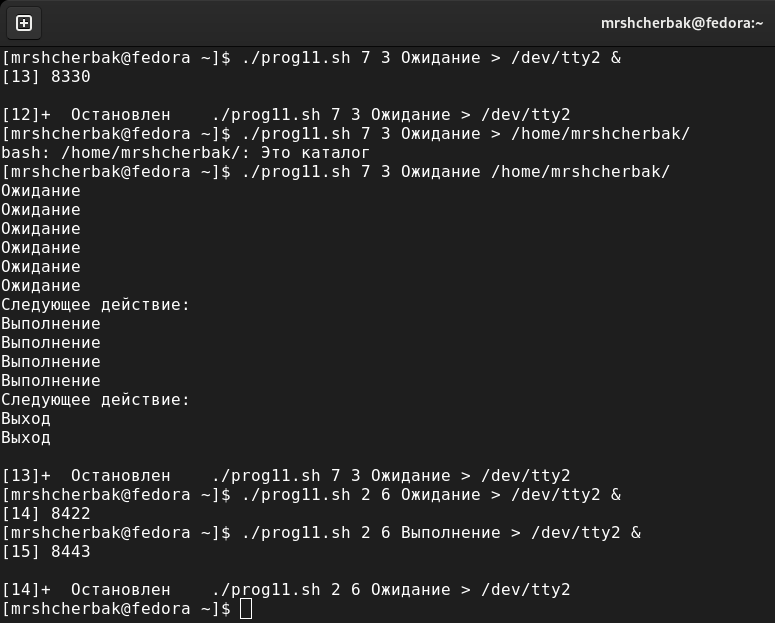 mrshcherbak@fedora:~
[mrshcherbak@fedora ~]$ ./prog11.sh 7 3 Ожидание > /dev/tty2 &
[13] 8330
[12]+  Остановлен    ./prog11.sh 7 3 Ожидание > /dev/tty2
[mrshcherbak@fedora ~]$ ./prog11.sh 7 3 Ожидание > /home/mrshcherbak/
bash: /home/mrshcherbak/: Это каталог
[mrshcherbak@fedora ~]$ ./prog11.sh 7 3 Ожидание /home/mrshcherbak/
Ожидание
Ожидание
Ожидание
Ожидание
Ожидание
Ожидание
Следующее действие:
Выполнение
Выполнение
Выполнение
Выполнение
Следующее действие:
Выход
Выход
[13]+  Остановлен    ./prog11.sh 7 3 Ожидание > /dev/tty2
[mrshcherbak@fedora ~]$ ./prog11.sh 2 6 Ожидание > /dev/tty2 &
[14] 8422
[mrshcherbak@fedora ~]$ ./prog11.sh 2 6 Выполнение > /dev/tty2 &
[15] 8443
[14]+  Остановлен    ./prog11.sh 2 6 Ожидание > /dev/tty2
[mrshcherbak@fedora ~]$